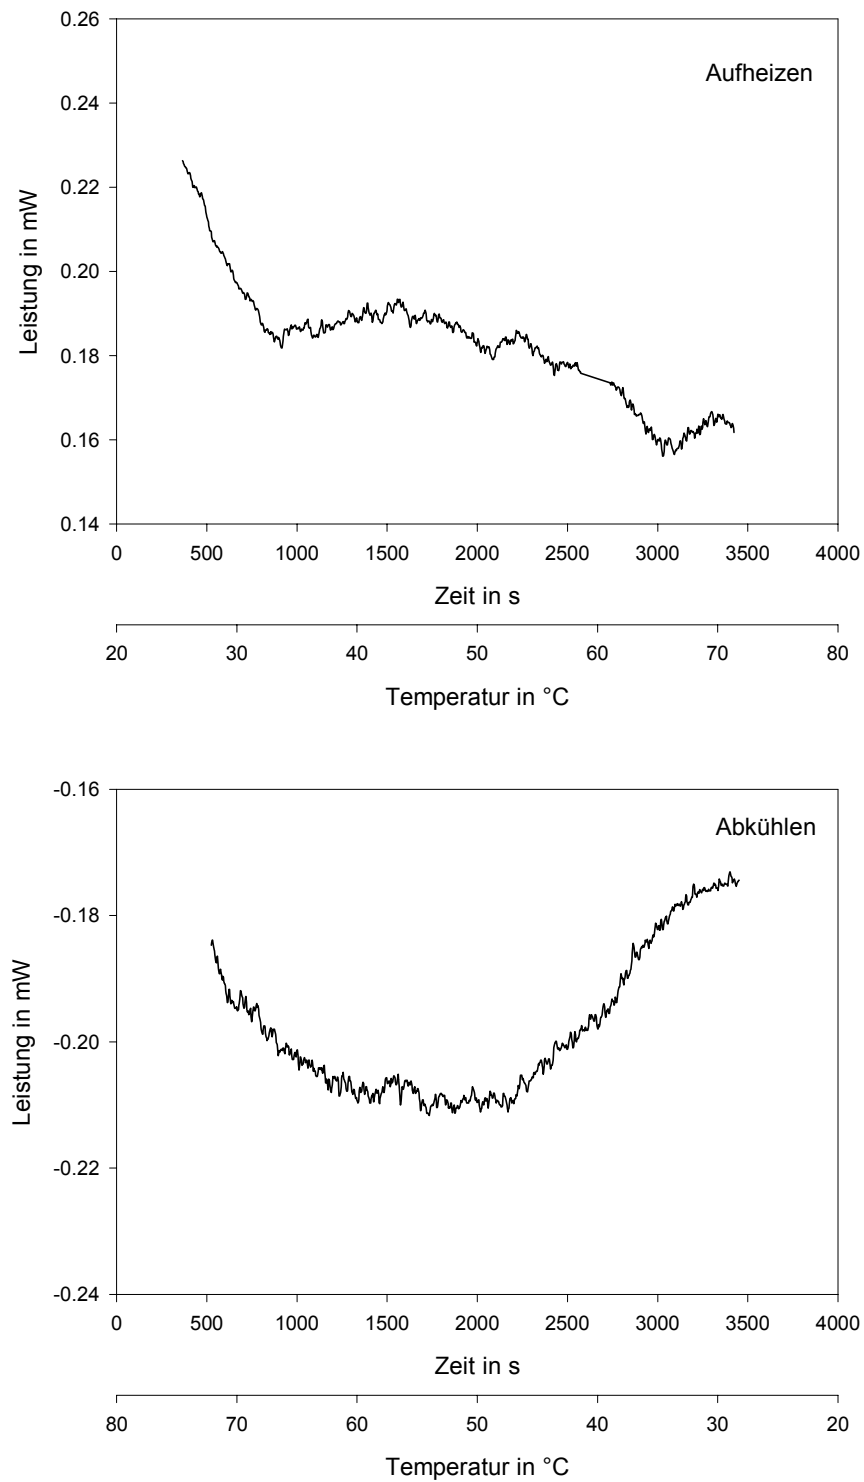 0.26
Aufheizen
0.24
0.22
0.20
0.18
0.16
0.14
Leistung in mW
0 500 1000 1500 2000 2500 3000 3500 4000
Zeit in s
20 30 40 50 60 70 80
Temperatur in °C
-0.16
Abkühlen
-0.18
-0.20
-0.22
-0.24
Leistung in mW
0 500 1000 1500 2000 2500 3000 3500 4000
Zeit in s
80 70 60 50 40 30 20
Temperatur in °C